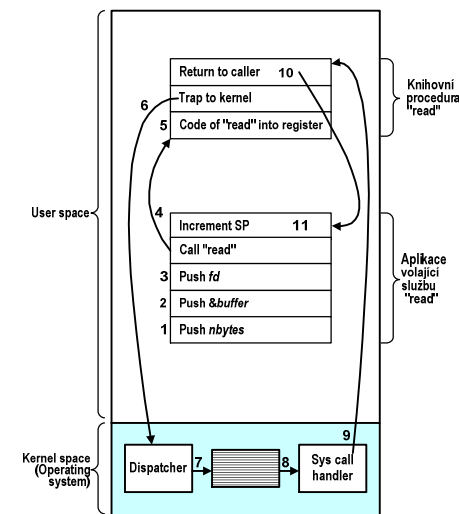 Return to caller 10
6 Trap to kernel
5 Code of "read" into register
Knihovní
procedura
"read"
4
User space
Increment SP 11
Call "read"
3 Push fd
2 Push &buffer
1 Push nbytes
Aplikace
volající
službu
"read"
Kernel space
(Operating
system)
Dispatcher
7
8
9
Sys call
handler